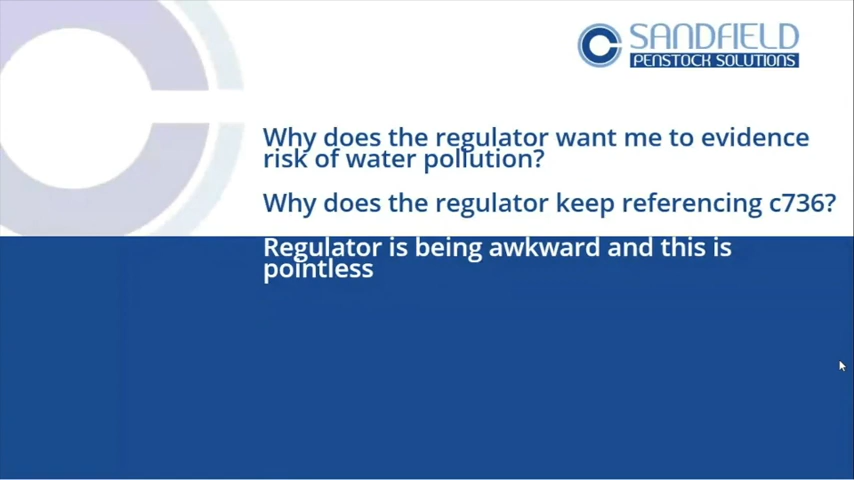 SANDFIELD
PENSTOCK SOLUTIONS
Why does the regulator want me to evidence
risk of water pollution?
Why does the regulator keep referencing c736?
Regulator is being awkward and this is
pointless